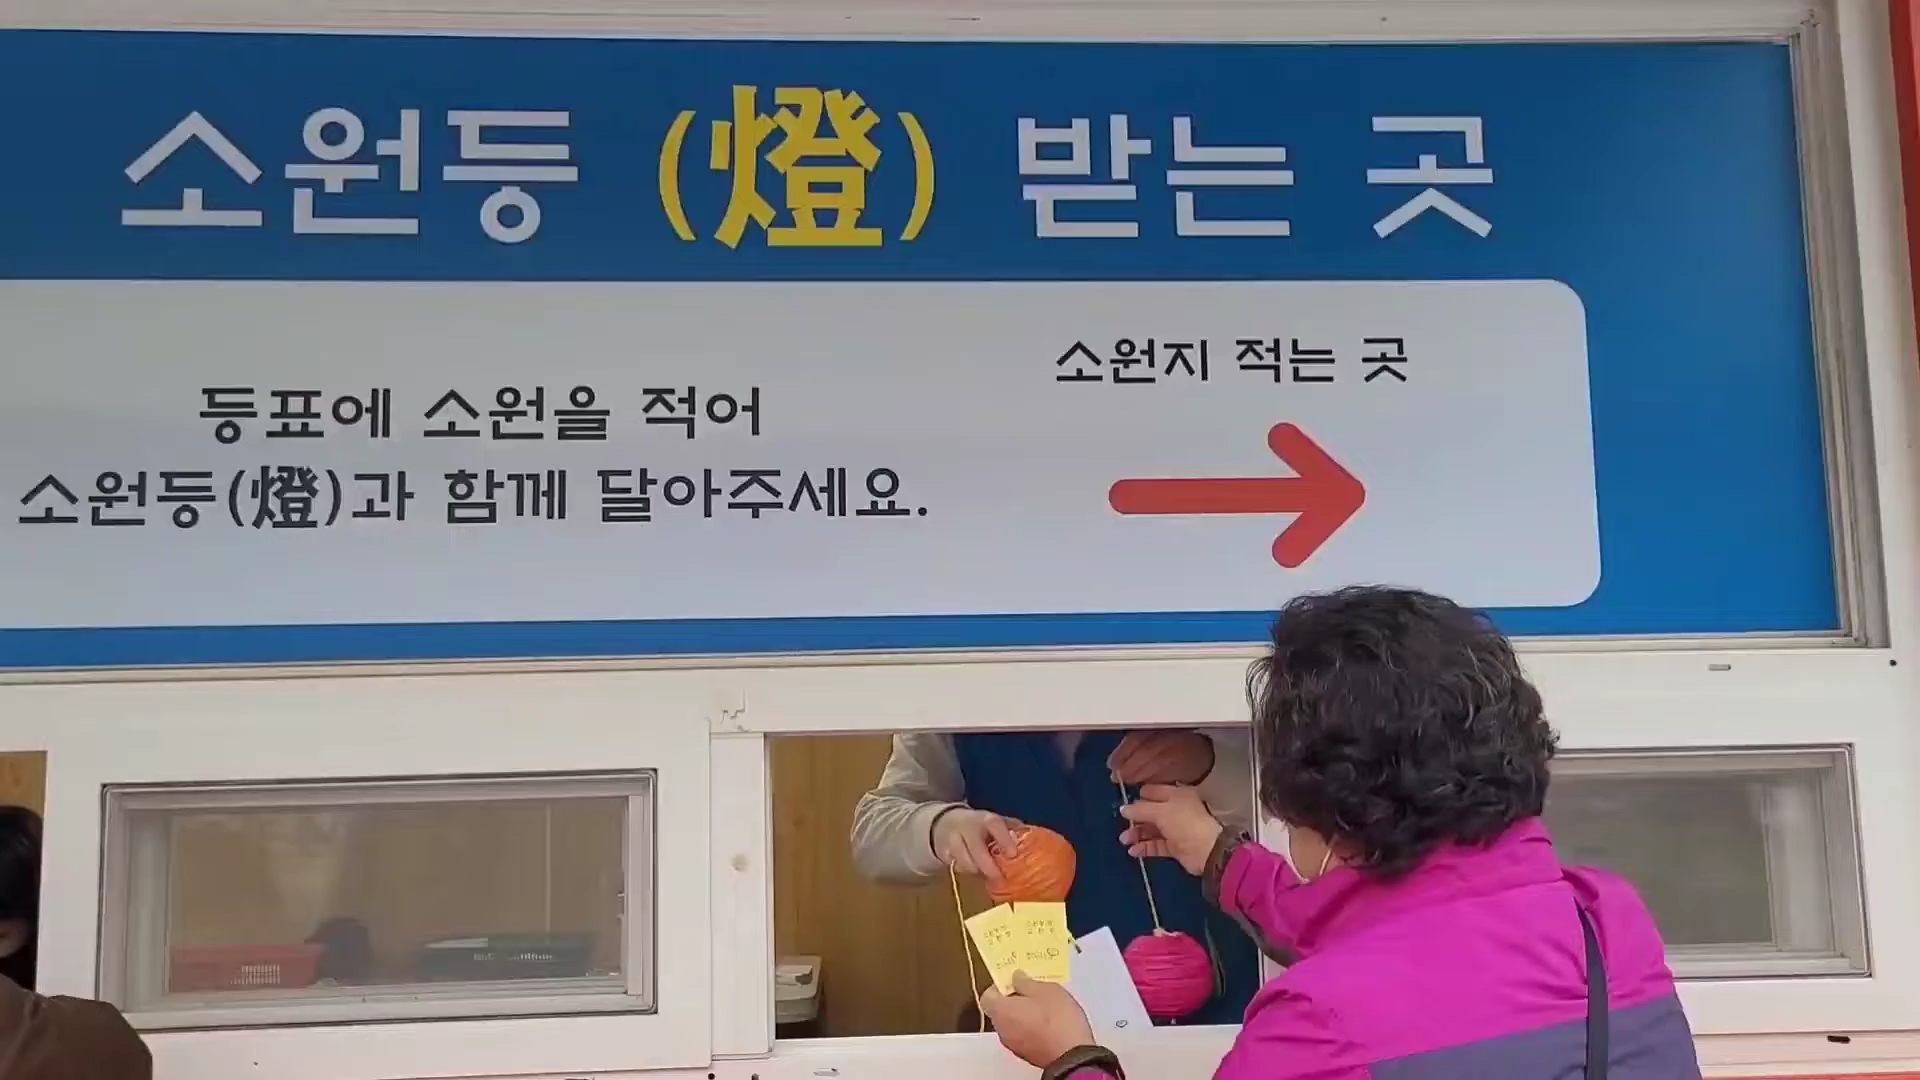 소원등(燈) 받는 곳
등표에 소원을 적어
소원등(燈)과 함께 달아주세요.
소원지 적는 곳